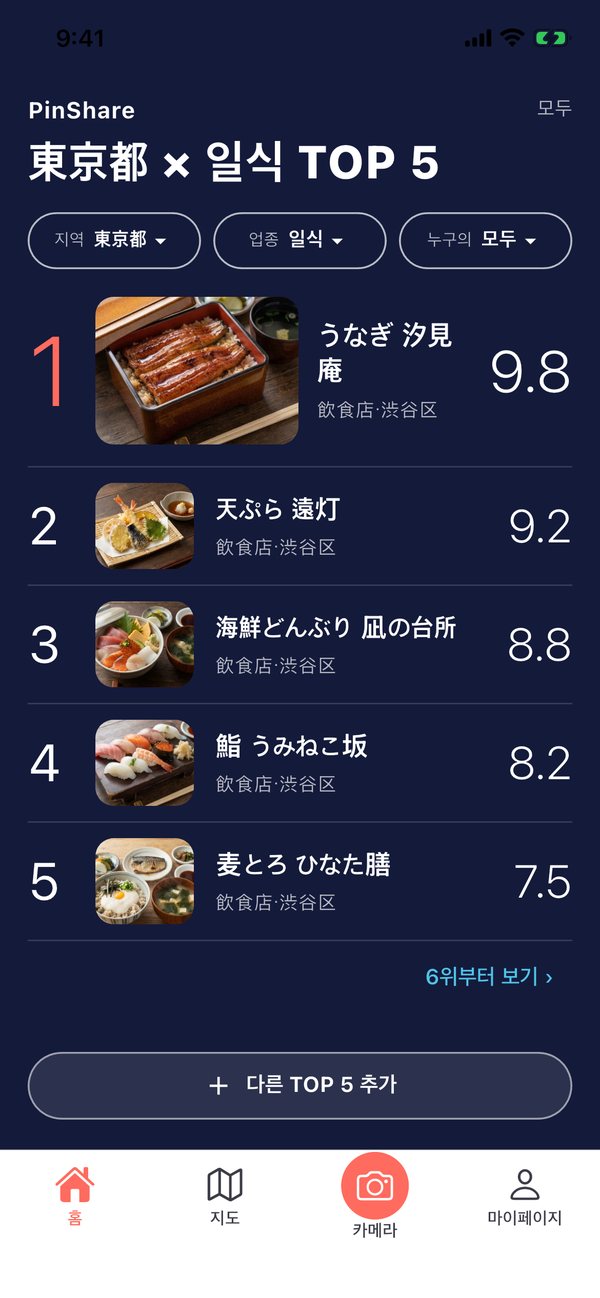 9:41
PinShare
모두
東京都 × 일식 TOP 5
지역 東京都
업종 일식
누구의 모두
1
うなぎ 汐見
庵
飲食店·渋谷区
9.8
2
天ぷら 遠灯
飲食店·渋谷区
9.2
3
海鮮どんぶり 凪の台所
飲食店·渋谷区
8.8
4
鮨 うみねこ坂
飲食店·渋谷区
8.2
5
麦とろ ひなた膳
飲食店·渋谷区
7.5
6위부터 보기 ›
+ 다른 TOP 5 추가
홈
지도
카메라
마이페이지